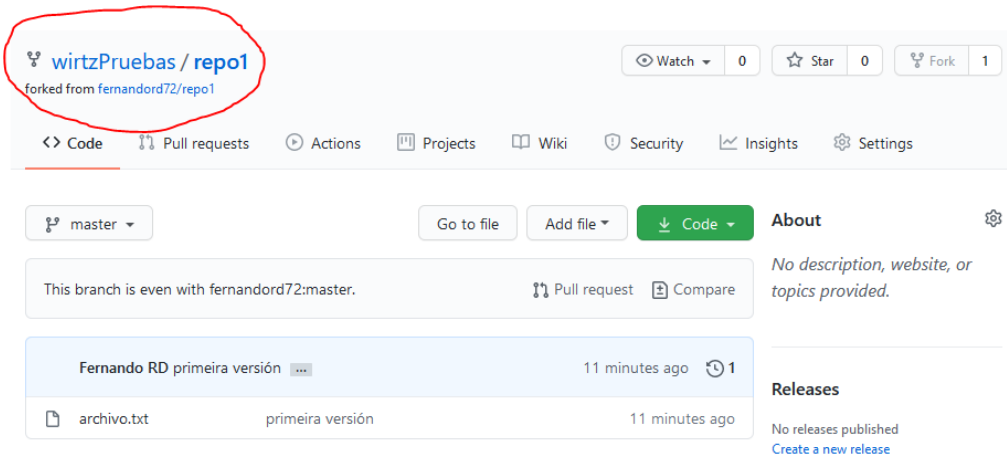 wirtzPruebas / repo1
Watch 0 Star 0 Fork 1
forked from fernandord72/repo1
<> Code Pull requests Actions Projects Wiki Security Insights Settings
master Go to file Add file Code About
No description, website, or
topics provided.
This branch is even with fernandord72:master. Pull request Compare
Fernando RD primeira versión ... 11 minutes ago 1
Releases
archivo.txt primeira versión 11 minutes ago
No releases published
Create a new release